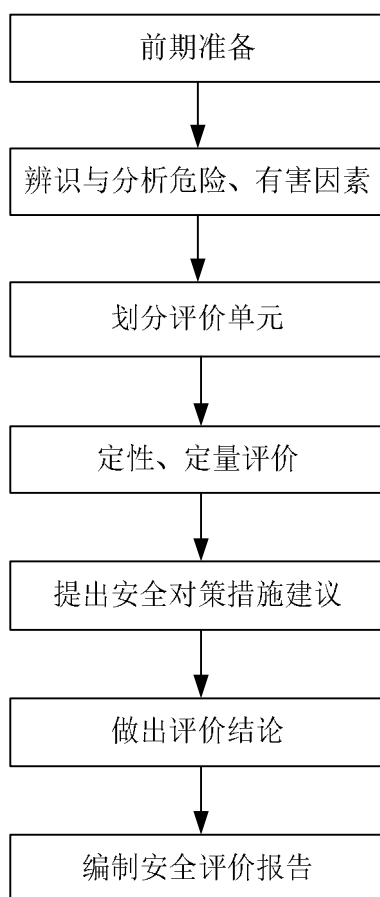 前期准备
辨识与分析危险、有害因素
划分评价单元
定性、定量评价
提出安全对策措施建议
做出评价结论
编制安全评价报告